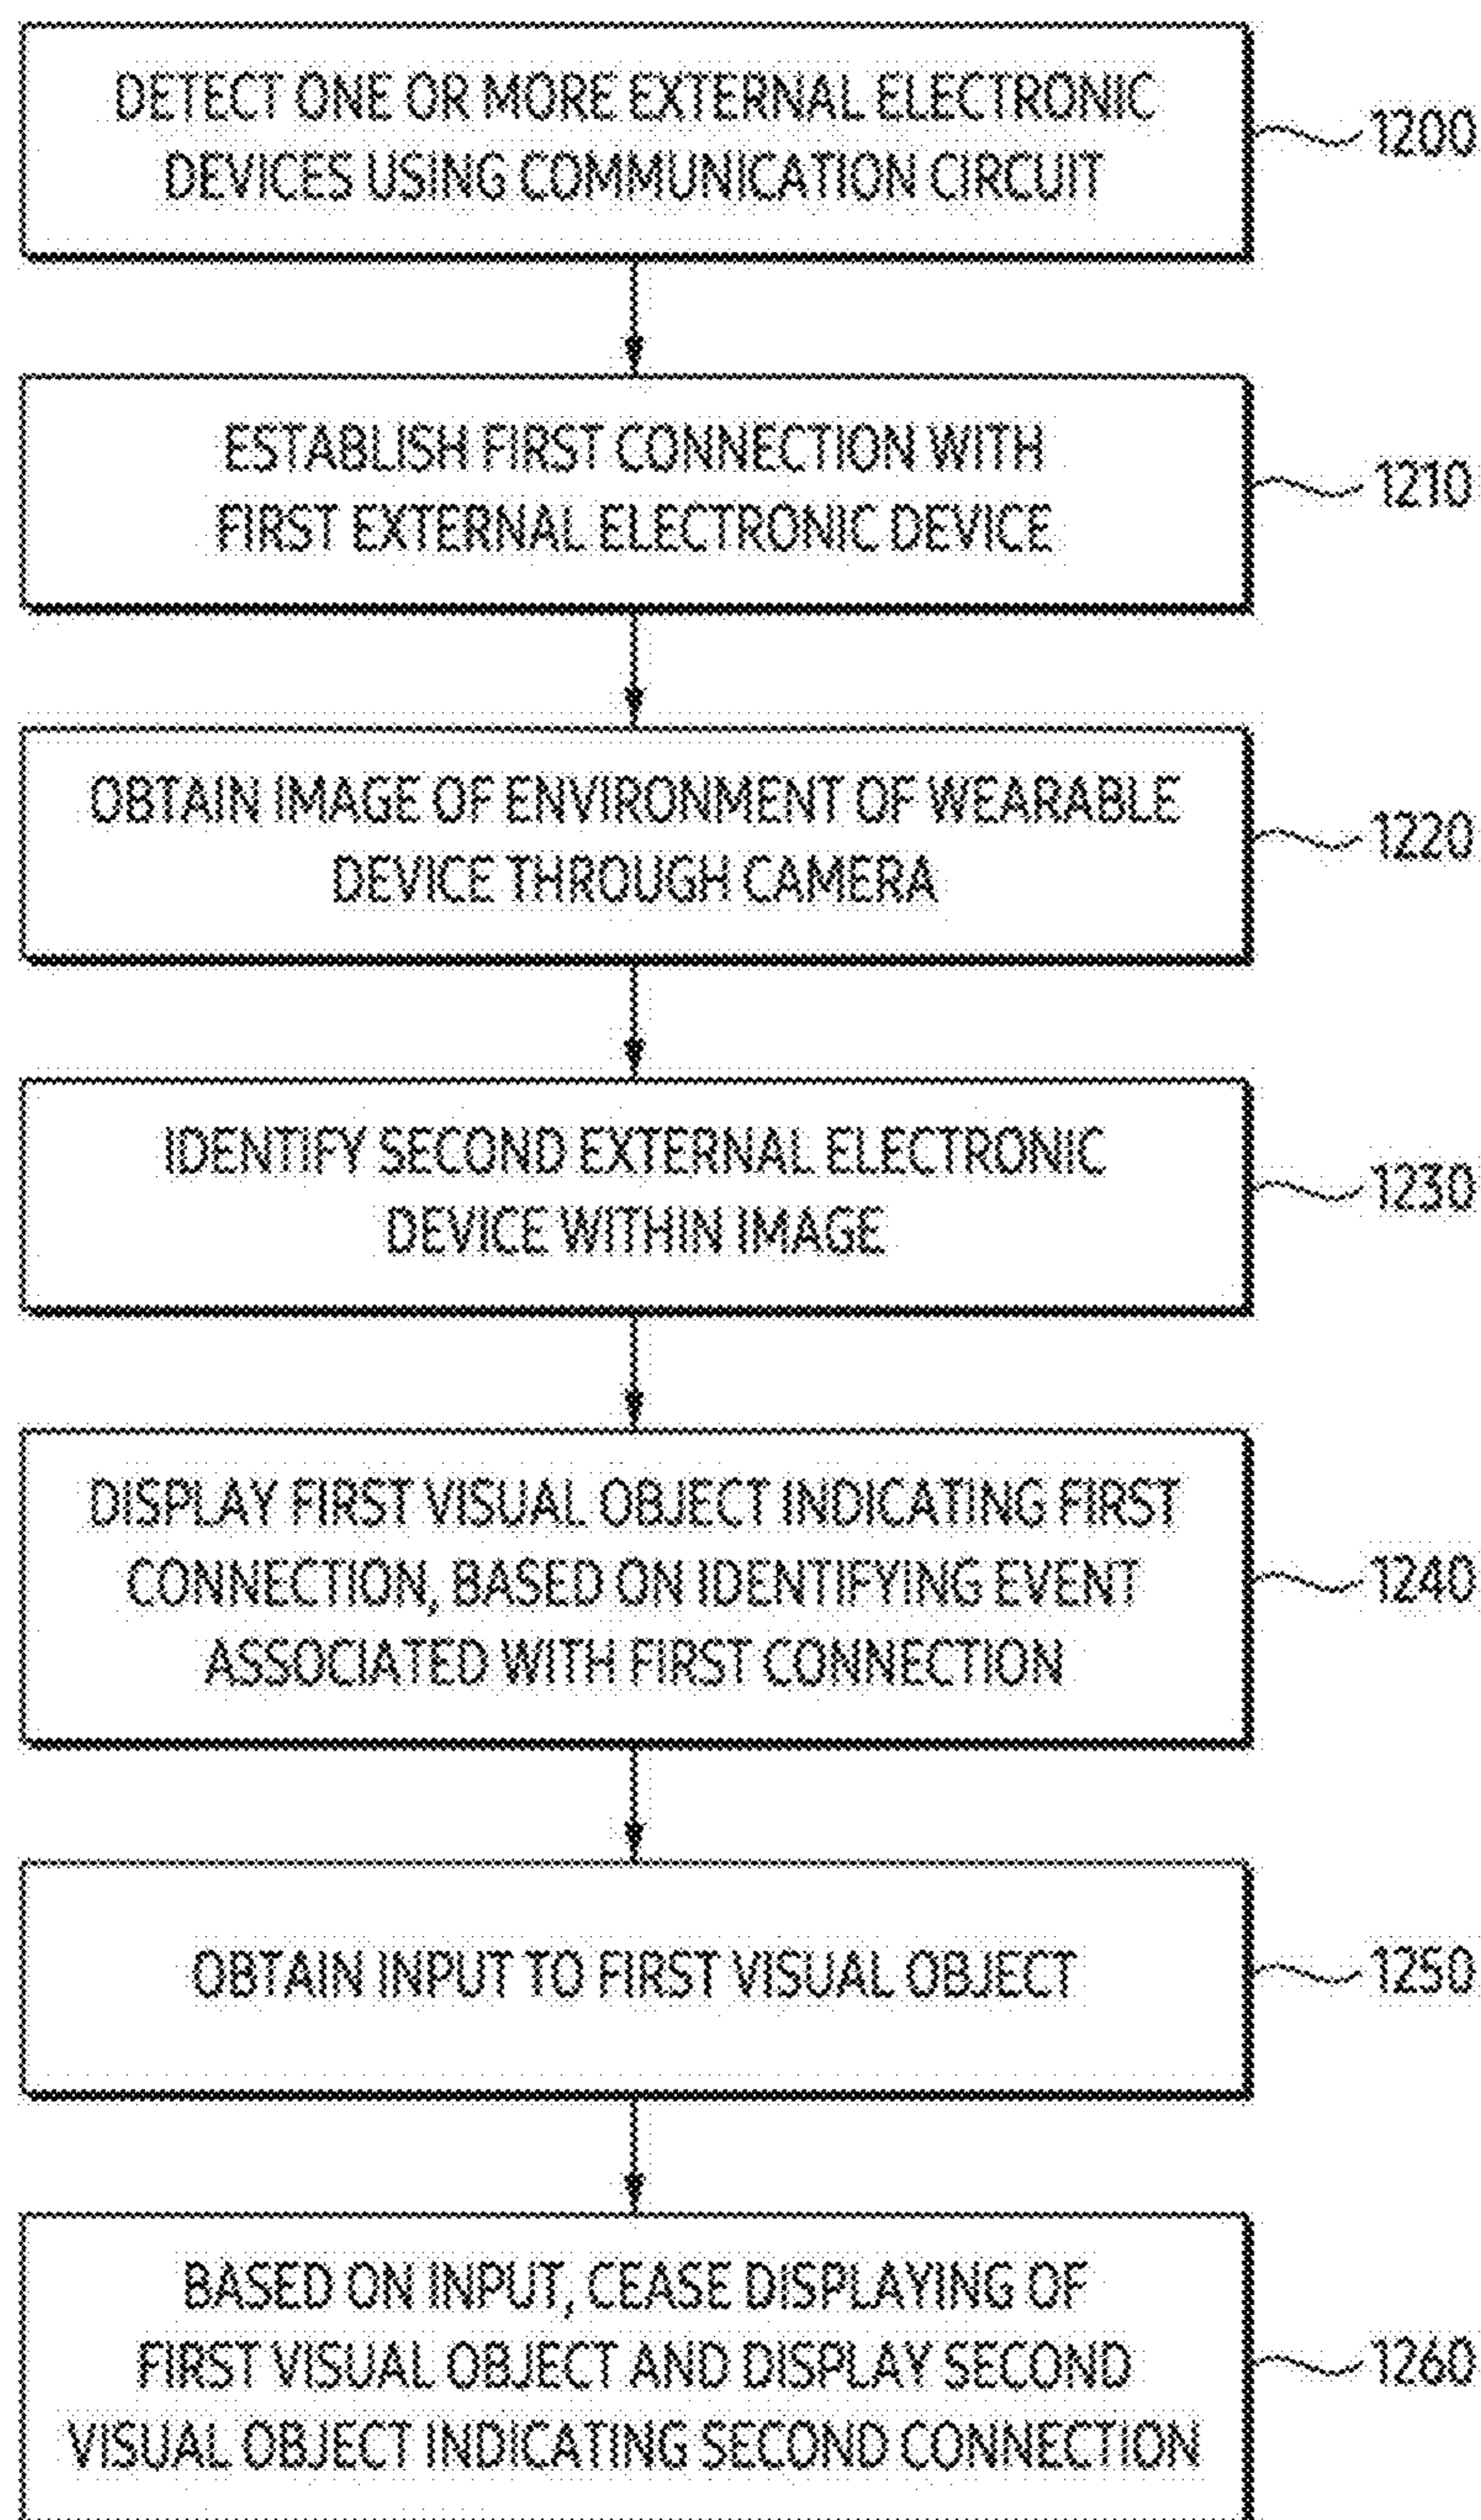 DETECT ONE OR MORE EXTERNAL ELECTRONIC
DEVICES USING COMMUNICATION CIRCUIT
1200
ESTABLISH FIRST CONNECTION WITH
FIRST EXTERNAL ELECTRONIC DEVICE
1210
OBTAIN IMAGE OF ENVIRONMENT OF WEARABLE
DEVICE THROUGH CAMERA
1220
IDENTIFY SECOND EXTERNAL ELECTRONIC
DEVICE WITHIN IMAGE
1230
DISPLAY FIRST VISUAL OBJECT INDICATING FIRST
CONNECTION, BASED ON IDENTIFYING EVENT
ASSOCIATED WITH FIRST CONNECTION
1240
OBTAIN INPUT TO FIRST VISUAL OBJECT
1250
BASED ON INPUT, CEASE DISPLAYING OF
FIRST VISUAL OBJECT AND DISPLAY SECOND
VISUAL OBJECT INDICATING SECOND CONNECTION
1260